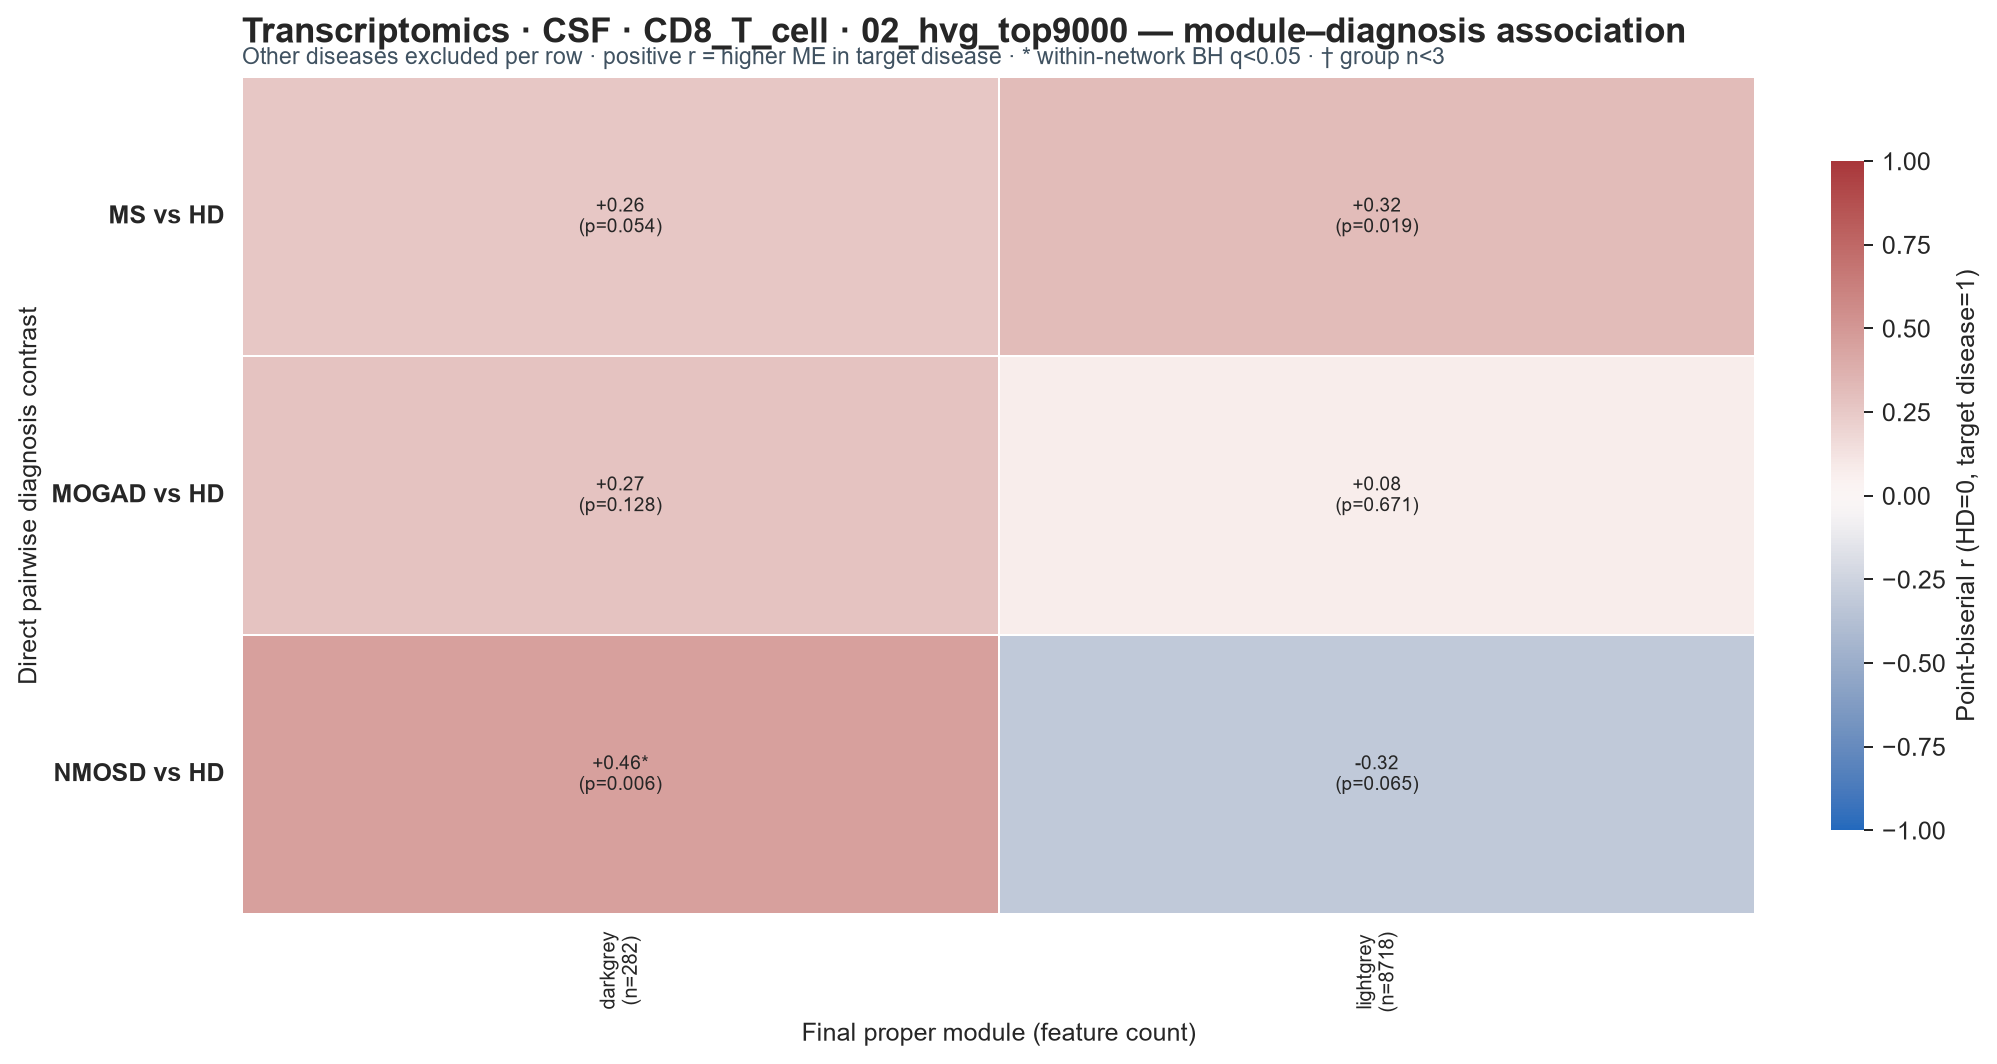 Transcriptomics · CSF · CD8_T_cell · 02_hvg_top9000 — module–diagnosis association
Other diseases excluded per row · positive r = higher ME in target disease · * within-network BH q<0.05 · † group n<3
Direct pairwise diagnosis contrast
MS vs HD
+0.26
(p=0.054)
+0.32
(p=0.019)
MOGAD vs HD
+0.27
(p=0.128)
+0.08
(p=0.671)
NMOSD vs HD
+0.46*
(p=0.006)
-0.32
(p=0.065)
darkgrey
(n=282)
lightgrey
(n=8718)
Final proper module (feature count)
1.00
0.75
0.50
0.25
0.00
−0.25
−0.50
−0.75
−1.00
Point-biserial r (HD=0, target disease=1)